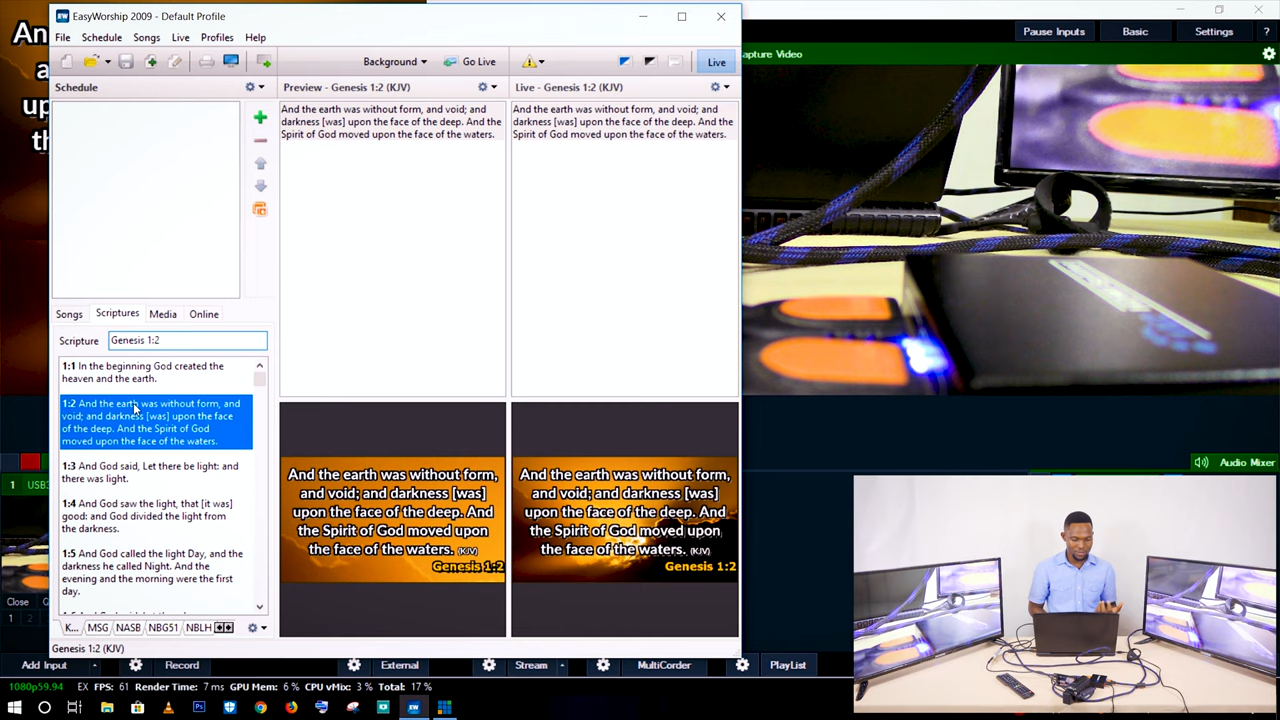 EasyWorship 2009 - Default Profile
File Schedule Songs Live Profiles Help
Background Go Live Live
Schedule
Preview - Genesis 1:2 (KJV)
Live - Genesis 1:2 (KJV)
And the earth was without form, and void; and
darkness [was] upon the face of the deep. And the
Spirit of God moved upon the face of the waters.
And the earth was without form, and void; and
darkness [was] upon the face of the deep. And the
Spirit of God moved upon the face of the waters.
Songs Scriptures Media Online
Scripture Genesis 1:2
1:1 In the beginning God created the
heaven and the earth.
1:2 And the earth was without form, and
void; and darkness [was] upon the face
of the deep. And the Spirit of God
moved upon the face of the waters.
1:3 And God said, Let there be light: and
there was light.
1:4 And God saw the light, that [it was]
good: and God divided the light from
the darkness.
1:5 And God called the light Day, and the
darkness he called Night. And the
evening and the morning were the first
day.
K... MSG NASB NBG51 NBLH
Genesis 1:2 (KJV)
And the earth was without form,
and void; and darkness [was]
upon the face of the deep. And
the Spirit of God moved upon
the face of the waters. (KJV)
Genesis 1:2
And the earth was without form,
and void; and darkness [was]
upon the face of the deep. And
the Spirit of God moved upon
the face of the waters. (KJV)
Genesis 1:2
Pause Inputs Basic Settings ?
apture Video
Audio Mixer
1 USB
Close
1 2
Add Input Record External Stream MultiCorder PlayList
1080p59.94 EX FPS: 61 Render Time: 7 ms GPU Mem: 6 % CPU vMix: 3 % Total: 17 %